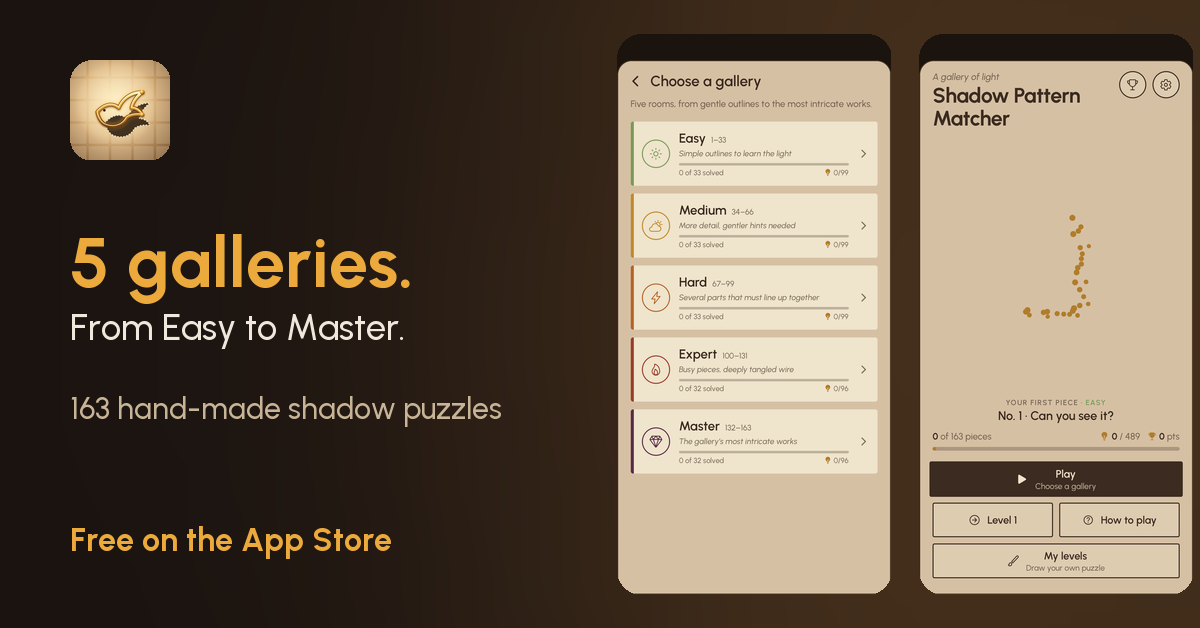 5 galleries.
From Easy to Master.
163 hand-made shadow puzzles
Free on the App Store
Choose a gallery
Five rooms, from gentle outlines to the most intricate works.
Easy 1–33
Simple outlines to learn the light
0 of 33 solved 0/99
Medium 34–66
More detail, gentler hints needed
0 of 33 solved 0/99
Hard 67–99
Several parts that must line up together
0 of 33 solved 0/99
Expert 100–131
Busy pieces, deeply tangled wire
0 of 32 solved 0/96
Master 132–163
The gallery's most intricate works
0 of 32 solved 0/96
A gallery of light
Shadow Pattern
Matcher
YOUR FIRST PIECE · EASY
No. 1 · Can you see it?
0 of 163 pieces 0 / 489 0 pts
Play
Choose a gallery
Level 1 How to play
My levels
Draw your own puzzle